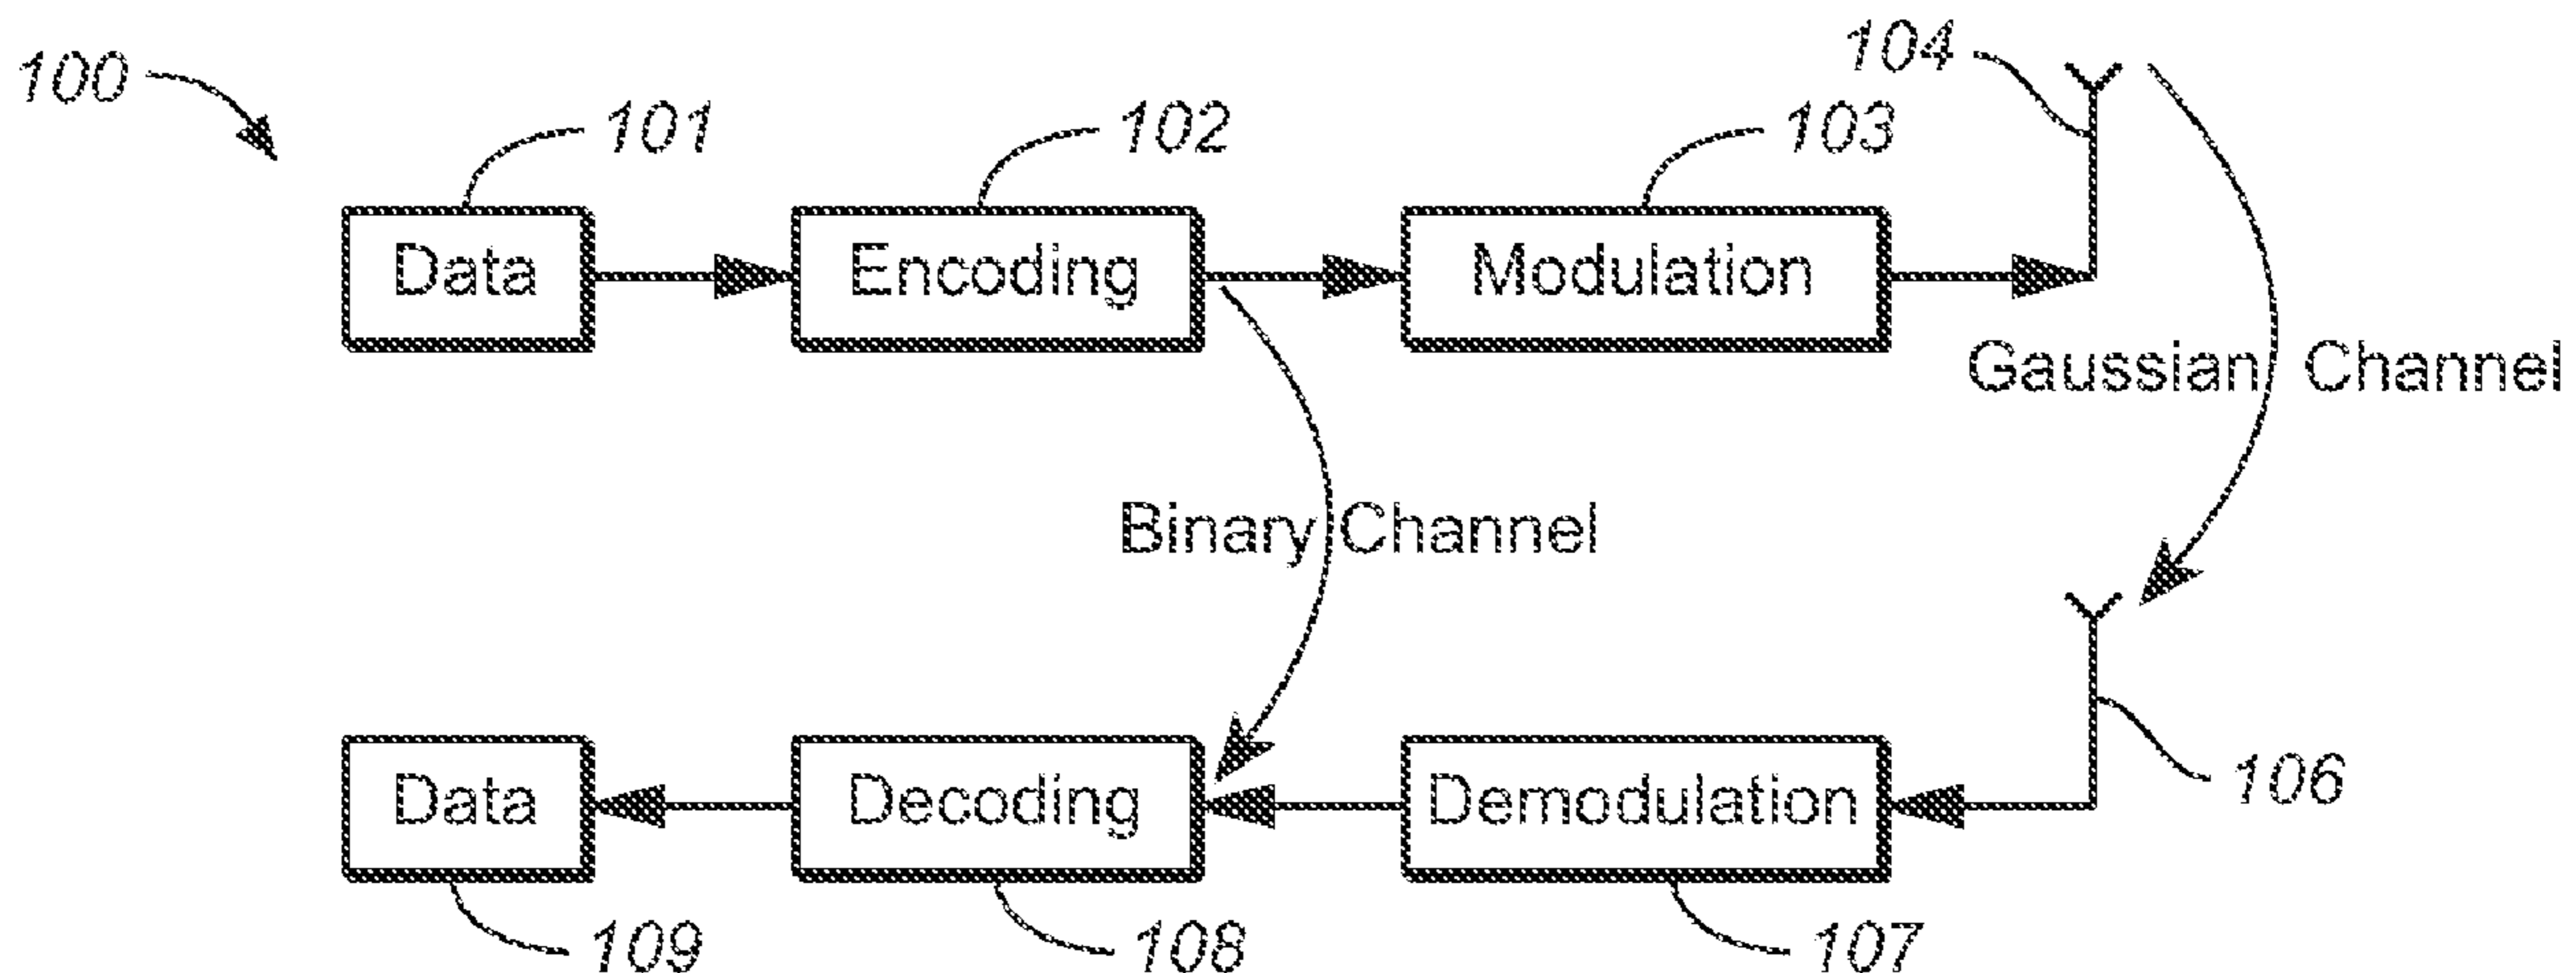 104
100
101
102
103
Data
Encoding
Modulation
Gaussian Channel
Binary Channel
106
Data
Decoding
Demodulation
109
108
107